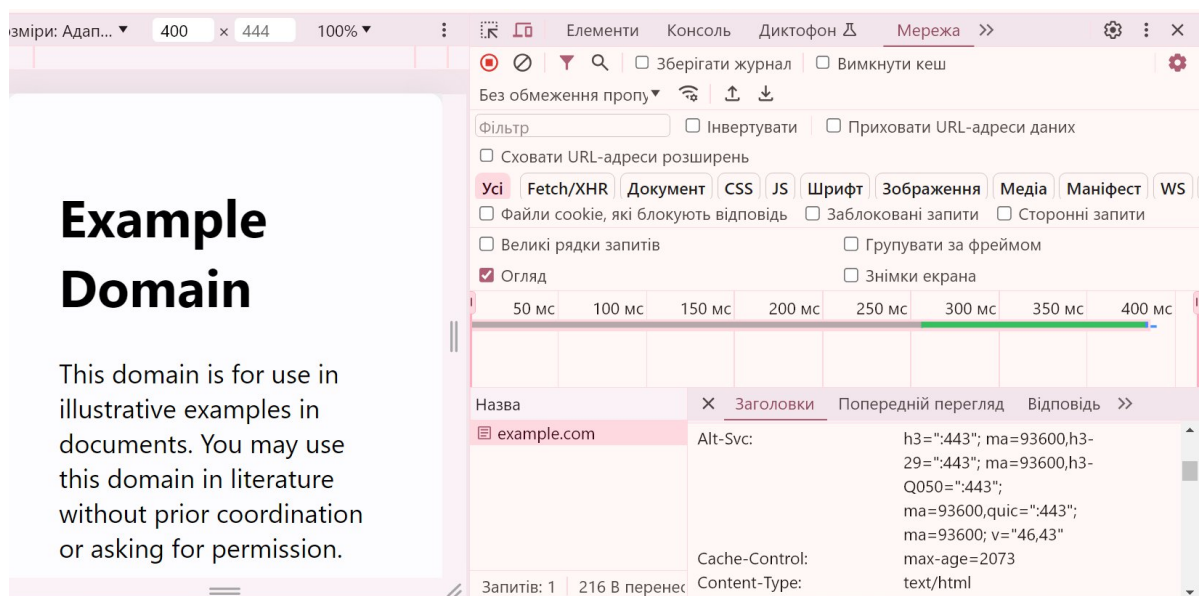 озміри: Адап... 400 × 444 100%
Example
Domain
This domain is for use in
illustrative examples in
documents. You may use
this domain in literature
without prior coordination
or asking for permission.
Елементи Консоль Диктофон Мережа
Зберігати журнал Вимкнути кеш
Без обмеження пропу
Фільтр Інвертувати Приховати URL-адреси даних
Сховати URL-адреси розширень
Усі Fetch/XHR Документ CSS JS Шрифт Зображення Медіа Маніфест WS
Файли cookie, які блокують відповідь Заблоковані запити Сторонні запити
Великі рядки запитів Групувати за фреймом
Огляд Знімки екрана
50 мс 100 мс 150 мс 200 мс 250 мс 300 мс 350 мс 400 мс
Назва Заголовки Попередній перегляд Відповідь
example.com
Alt-Svc: h3=":443"; ma=93600,h3-
29=":443"; ma=93600,h3-
Q050=":443";
ma=93600,quic=":443";
ma=93600; v="46,43"
Cache-Control: max-age=2073
Content-Type: text/html
Запитів: 1 216 B перенес